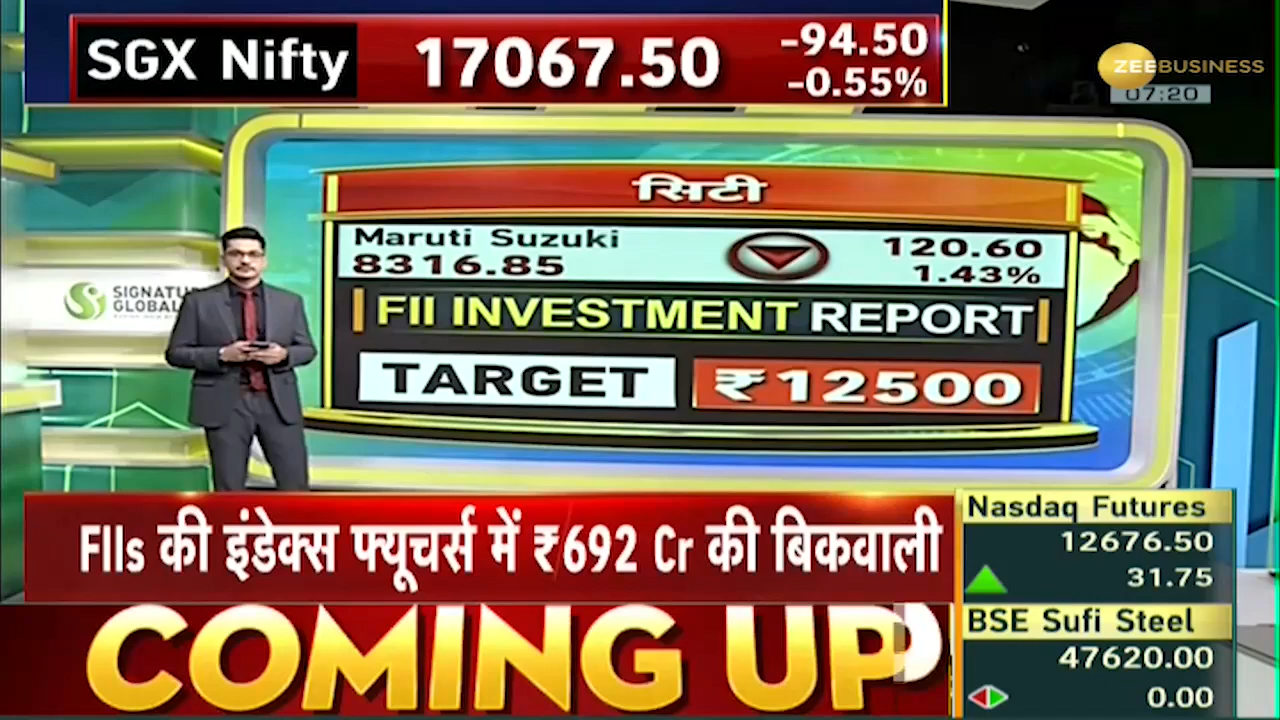 SGX Nifty
17067.50
-94.50
-0.55%
ZEEBUSINESS
07:20
सिटी
Maruti Suzuki
8316.85
120.60
1.43%
FII INVESTMENT REPORT
TARGET
₹12500
SIGNATU
GLOBAL
FIIs की इंडेक्स फ्यूचर्स में ₹692 Cr की बिकवाली
Nasdaq Futures
12676.50
31.75
COMING UP
BSE Sufi Steel
47620.00
0.00